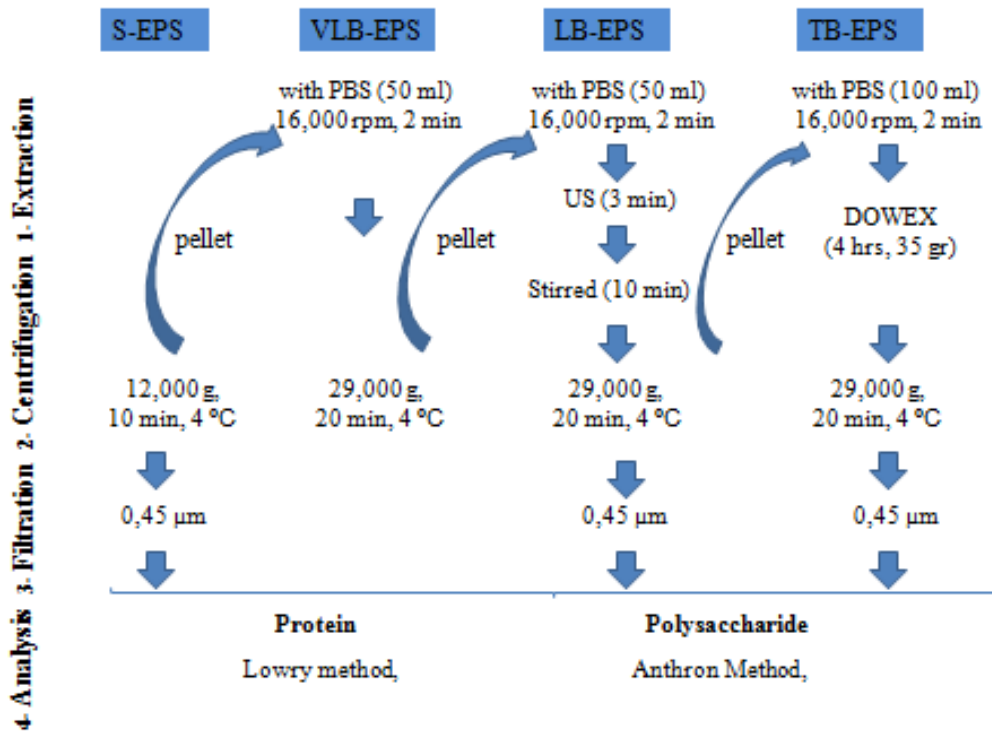 S-EPS
VLB-EPS
LB-EPS
TB-EPS
with PBS (50 ml)
16,000 rpm, 2 min
with PBS (50 ml)
16,000 rpm, 2 min
with PBS (100 ml)
16,000 rpm, 2 min
US (3 min)
DOWEX
(4 hrs, 35 gr)
pellet
pellet
pellet
Stirred (10 min)
12,000 g,
10 min, 4 °C
29,000 g,
20 min, 4 °C
29,000 g,
20 min, 4 °C
29,000 g,
20 min, 4 °C
0,45 µm
0,45 µm
0,45 µm
Protein
Lowry method,
Polysaccharide
Anthron Method,
4- Analysis 3- Filtration 2- Centrifugation 1- Extraction